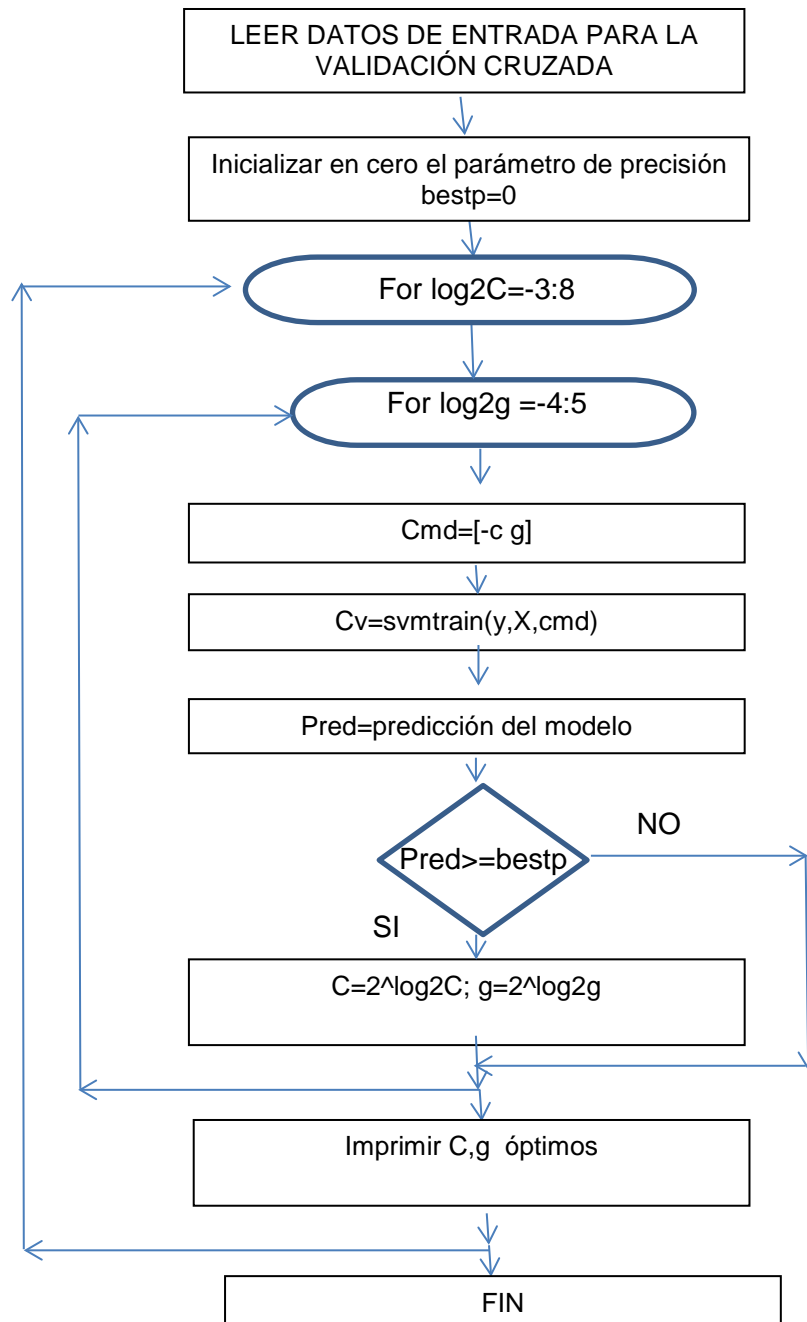 LEER DATOS DE ENTRADA PARA LA
VALIDACIÓN CRUZADA
Inicializar en cero el parámetro de precisión
bestp=0
For log2C=-3:8
For log2g =-4:5
Cmd=[-c g]
Cv=svmtrain(y,X,cmd)
Pred=predicción del modelo
Pred>=bestp
NO
SI
C=2^log2C; g=2^log2g
Imprimir C,g óptimos
FIN